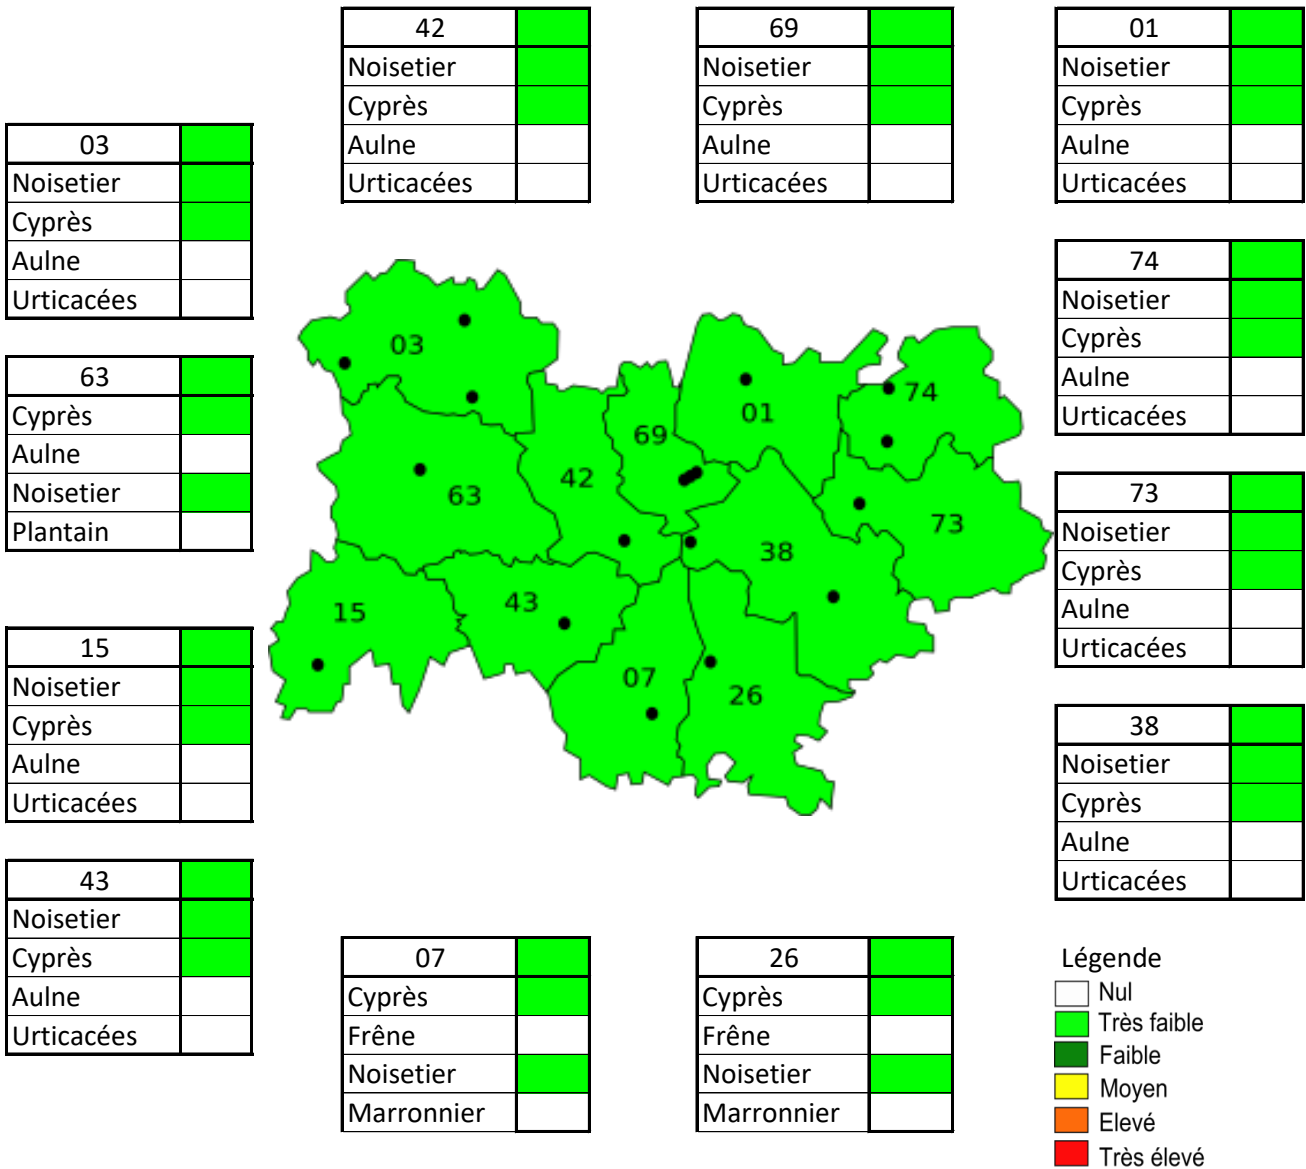 42
Noisetier
Cyprès
Aulne
Urticacées
69
Noisetier
Cyprès
Aulne
Urticacées
01
Noisetier
Cyprès
Aulne
Urticacées
03
Noisetier
Cyprès
Aulne
Urticacées
63
Cyprès
Aulne
Noisetier
Plantain
15
Noisetier
Cyprès
Aulne
Urticacées
43
Noisetier
Cyprès
Aulne
Urticacées
03
01
74
69
42
63
73
38
43
15
07
26
74
Noisetier
Cyprès
Aulne
Urticacées
73
Noisetier
Cyprès
Aulne
Urticacées
38
Noisetier
Cyprès
Aulne
Urticacées
07
Cyprès
Frêne
Noisetier
Marronnier
26
Cyprès
Frêne
Noisetier
Marronnier
Légende
Nul
Très faible
Faible
Moyen
Elevé
Très élevé